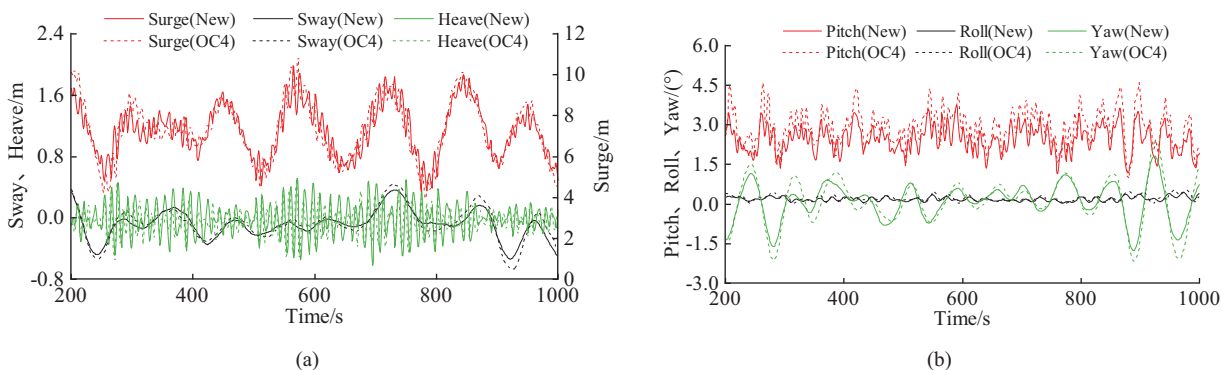 Surge(New) Sway(New) Heave(New)
Surge(OC4) Sway(OC4) Heave(OC4)
2.4
1.6
0.8
0.0
-0.8
Sway、Heave/m
12
10
8
6
4
2
0
Surge/m
200 400 600 800 1000
Time/s
(a)
Pitch(New) Roll(New) Yaw(New)
Pitch(OC4) Roll(OC4) Yaw(OC4)
6.0
4.5
3.0
1.5
0.0
-1.5
-3.0
Pitch、Roll、Yaw/(°)
200 400 600 800 1000
Time/s
(b)